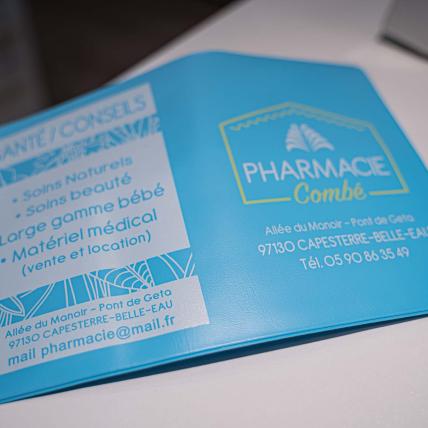 SANTÉ/CONSEILS
• Soins Naturels
• Soins beauté
Large gamme bébé
• Matériel médical
(vente et location)
Allée du Manoir - Pont de Geta
97130 CAPESTERRE-BELLE-EAU
mail pharmacie@mail.fr
PHARMACIE
Combé
Allée du Manoir - Pont de Geta
97130 CAPESTERRE-BELLE-EAU
Tél. 05 90 86 35 49